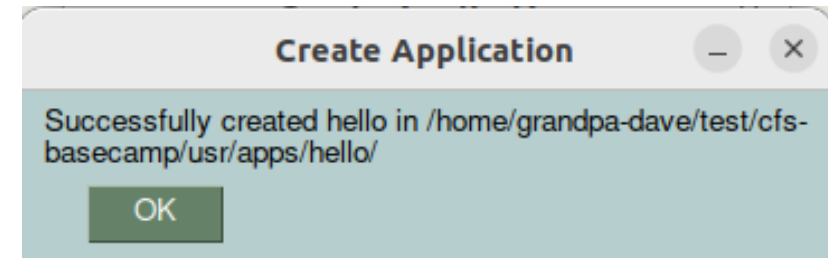 Create Application
Successfully created hello in /home/grandpa-dave/test/cfs-
basecamp/usr/apps/hello/
OK